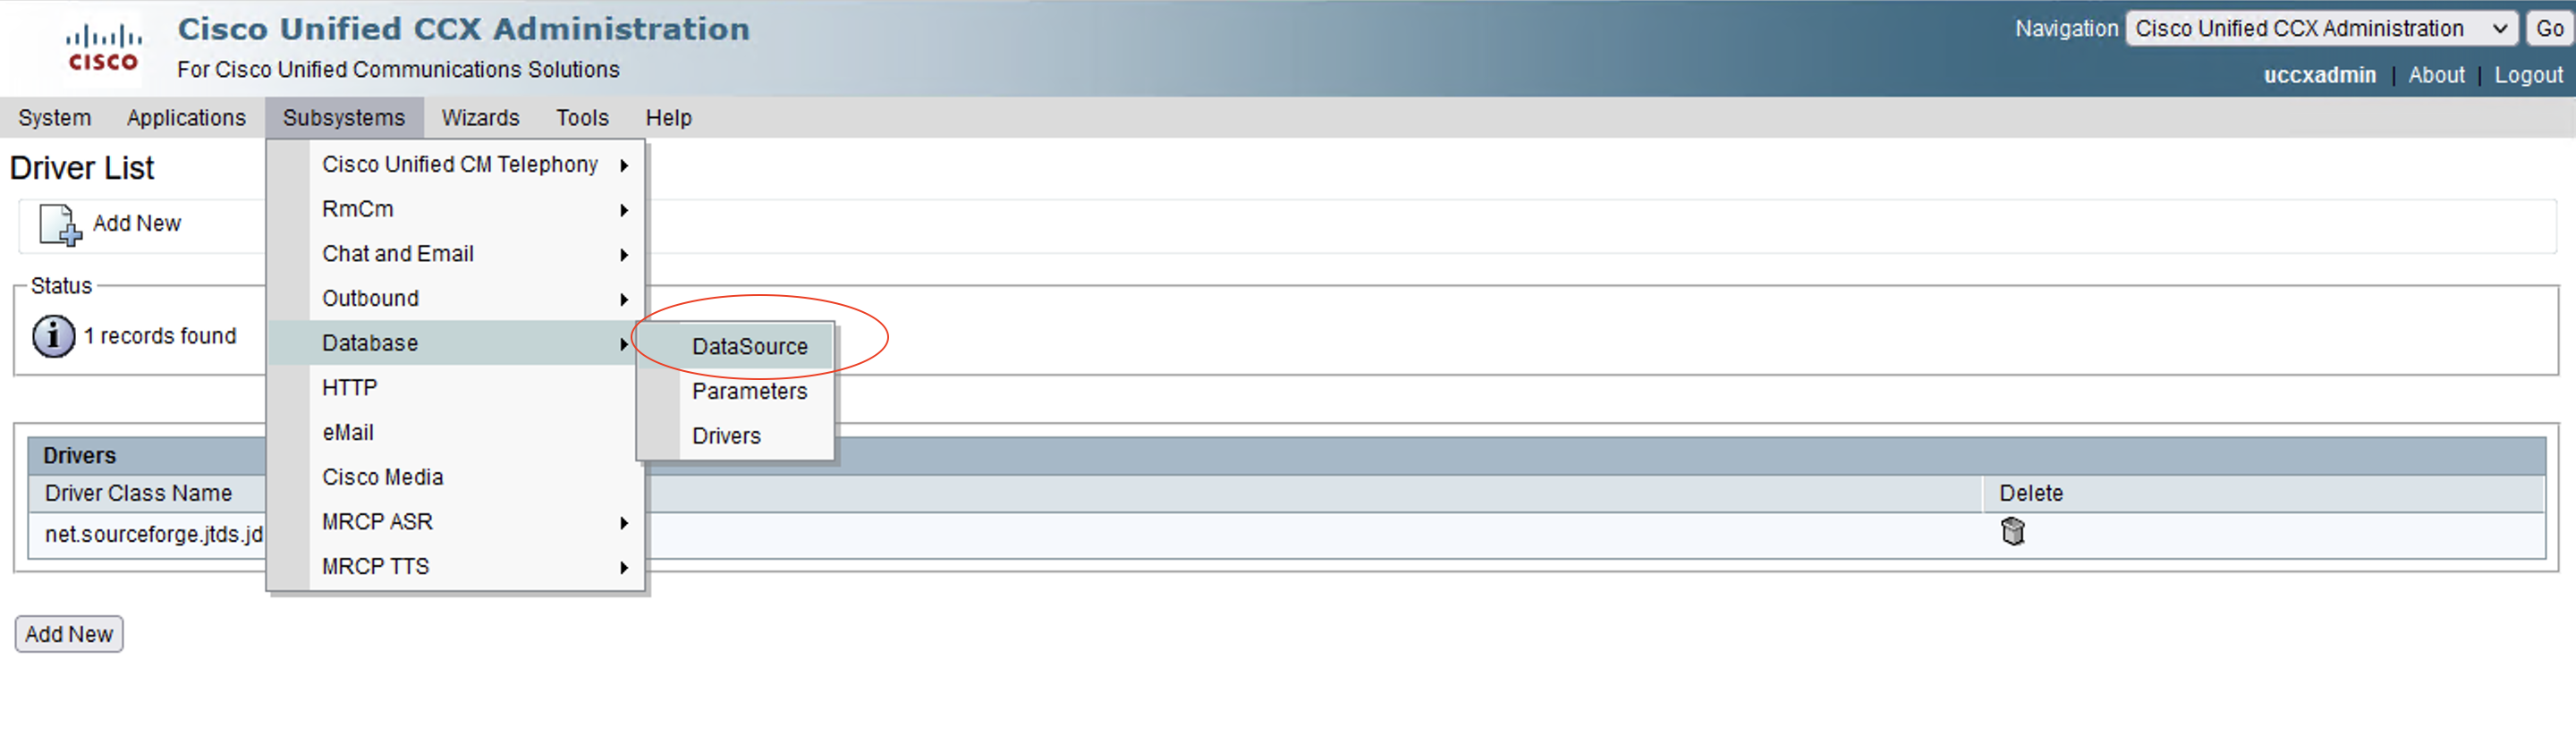 Cisco Unified CCX Administration
For Cisco Unified Communications Solutions
CISCO
Navigation Cisco Unified CCX Administration Go
uccxadmin | About | Logout
System Applications Subsystems Wizards Tools Help
Driver List
Add New
Status
1 records found
Cisco Unified CM Telephony
RmCm
Chat and Email
Outbound
Database
HTTP
eMail
Cisco Media
MRCP ASR
MRCP TTS
DataSource
Parameters
Drivers
Drivers
Driver Class Name Delete
net.sourceforge.jtds.jd
Add New